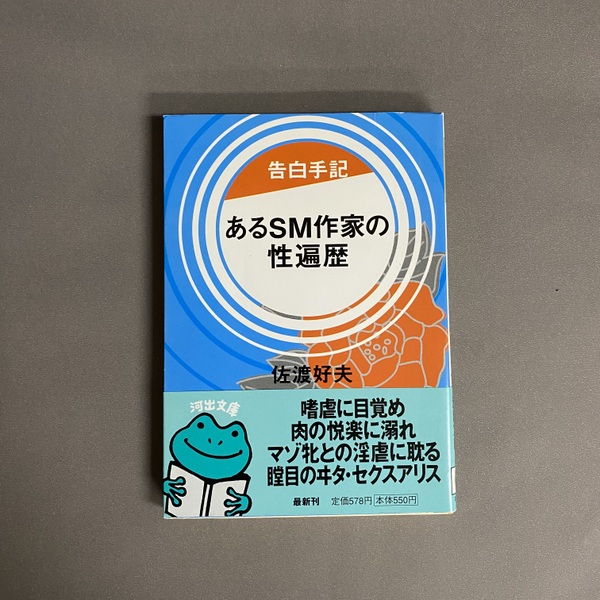 告白手記
あるSM作家の
性遍歴
佐渡好夫
河出文庫
嗜虐に目覚め
肉の悦楽に溺れ
マゾ牝との淫虐に耽る
瞠目のヰタ・セクスアリス
最新刊 定価578円 本体550円